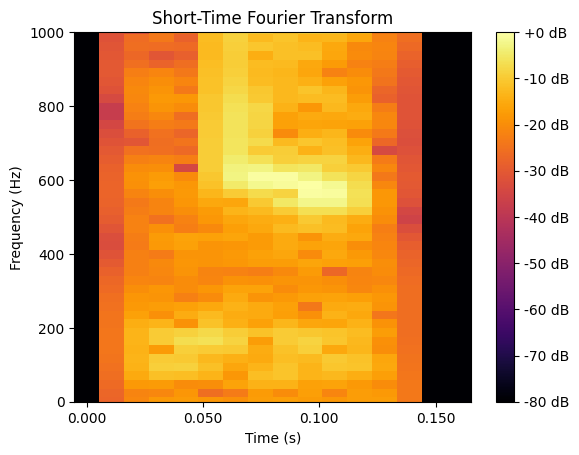 Short-Time Fourier Transform
1000
800
600
400
200
0
Frequency (Hz)
0.000
0.050
0.100
0.150
Time (s)
+0 dB
-10 dB
-20 dB
-30 dB
-40 dB
-50 dB
-60 dB
-70 dB
-80 dB